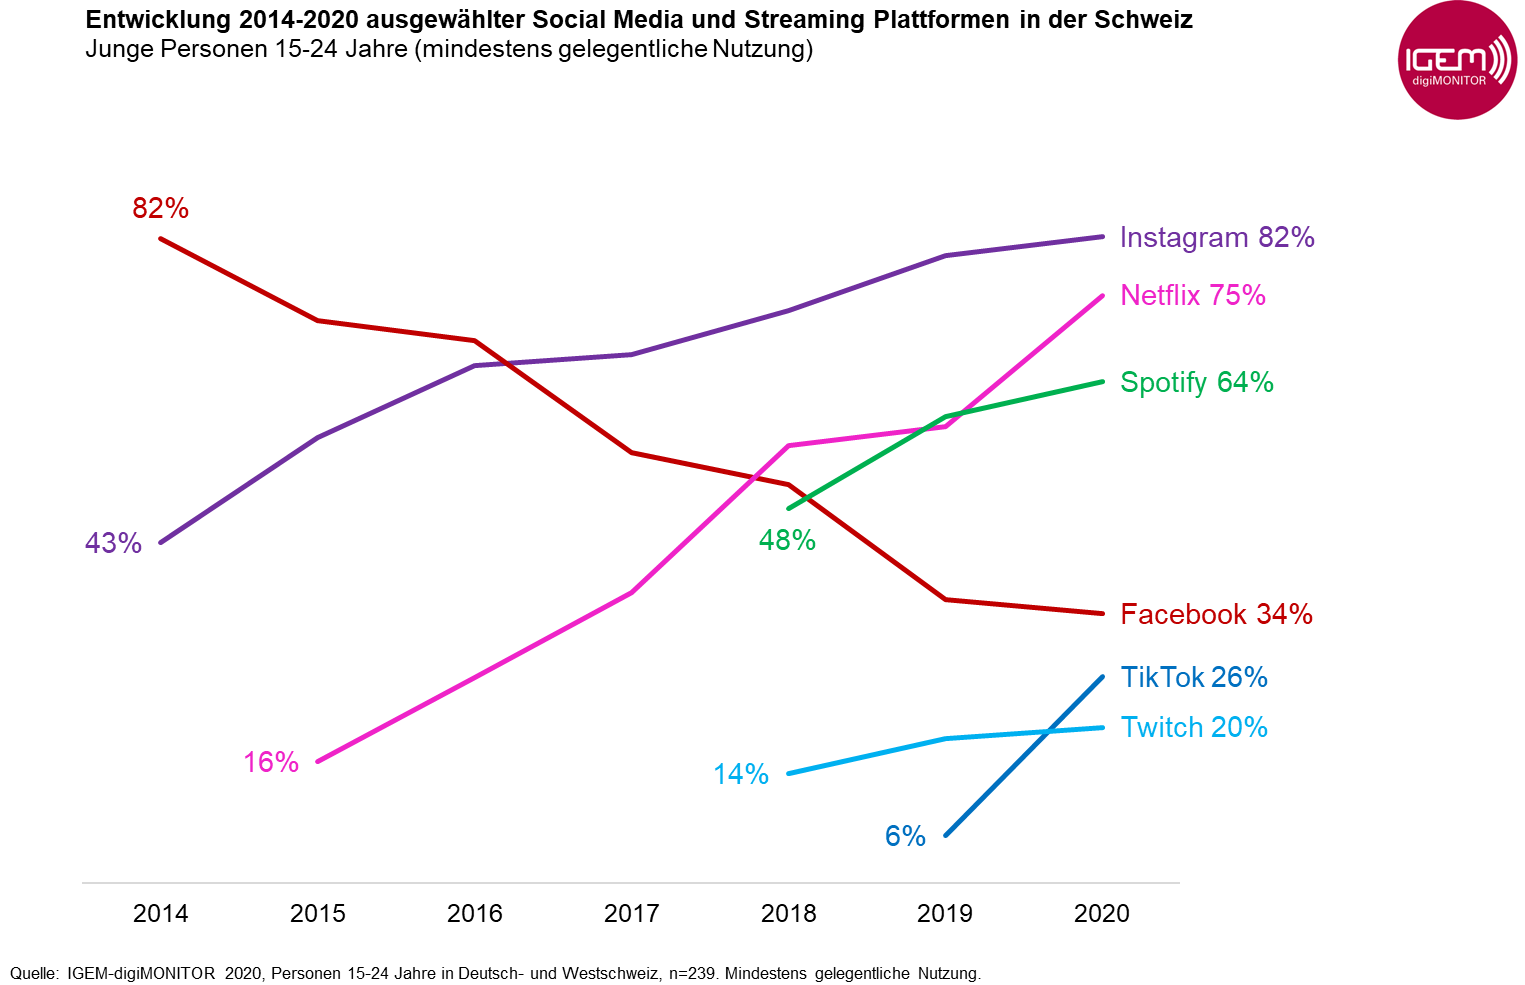 Entwicklung 2014-2020 ausgewählter Social Media und Streaming Plattformen in der Schweiz
Junge Personen 15-24 Jahre (mindestens gelegentliche Nutzung)
IGEM
digiMONITOR
82%
Instagram 82%
Netflix 75%
Spotify 64%
43%
48%
Facebook 34%
TikTok 26%
Twitch 20%
16%
14%
6%
2014 2015 2016 2017 2018 2019 2020
Quelle: IGEM-digiMONITOR 2020, Personen 15-24 Jahre in Deutsch- und Westschweiz, n=239. Mindestens gelegentliche Nutzung.